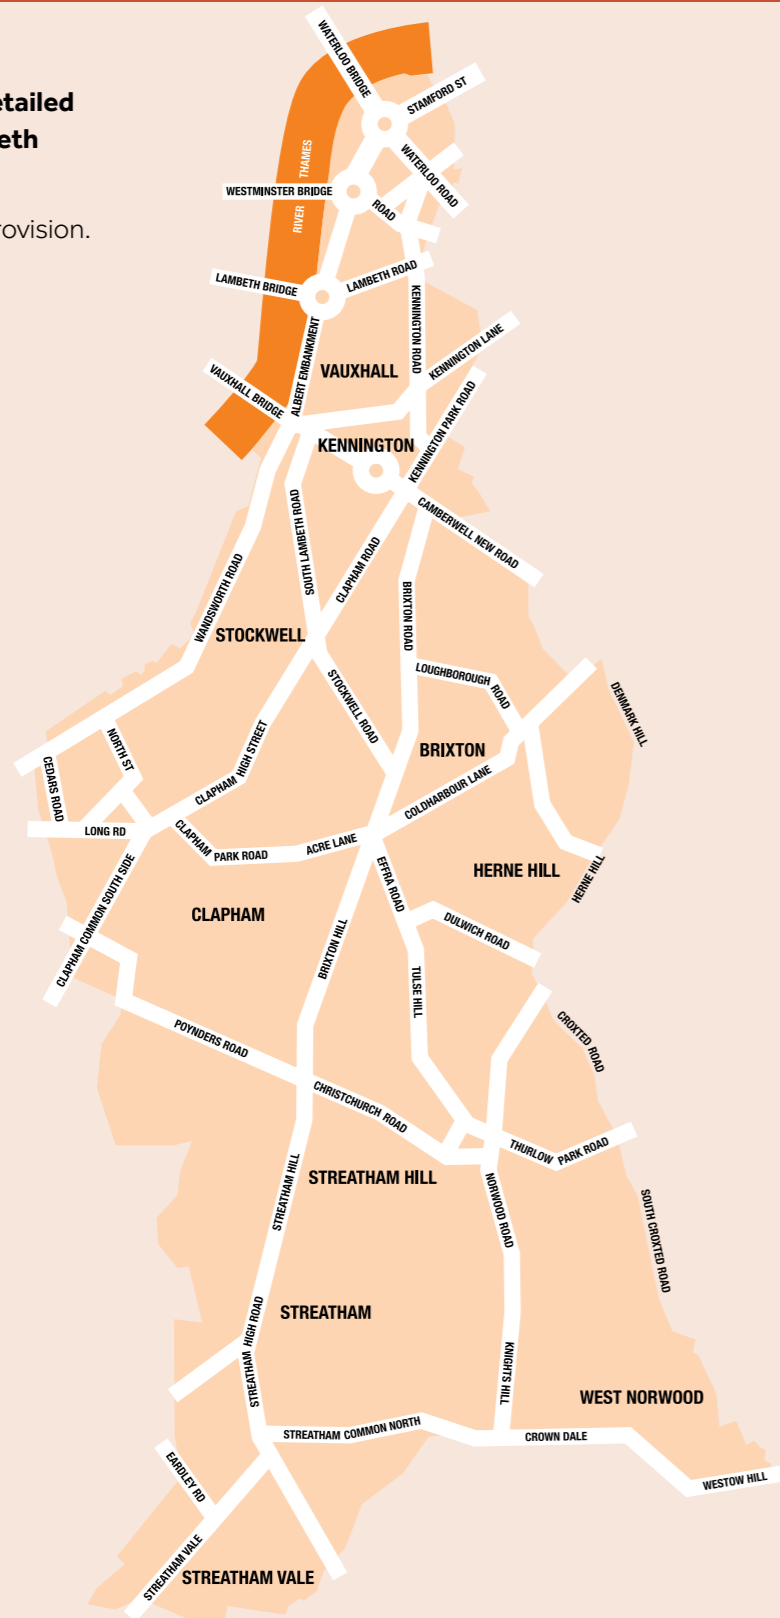 etailed
eth
rovision.
WATERLOO BRIDGE
STAMFORD ST
RIVER THAMES
WATERLOO ROAD
WESTMINSTER BRIDGE
ROAD
LAMBETH BRIDGE
LAMBETH ROAD
KENNINGTON ROAD
ALBERT EMBANKMENT
KENNINGTON LANE
VAUXHALL
VAUXHALL BRIDGE
KENNINGTON PARK ROAD
KENNINGTON
SOUTH LAMBETH ROAD
CAMBERWELL NEW ROAD
CLAPHAM ROAD
WANDSWORTH ROAD
BRIXTON ROAD
STOCKWELL
LOUGHBOROUGH ROAD
STOCKWELL ROAD
DENMARK HILL
NORTH ST
CLAPHAM HIGH STREET
BRIXTON
CEDARS ROAD
COLDHARBOUR LANE
LONG RD
CLAPHAM PARK ROAD
ACRE LANE
HERNE HILL
HERNE HILL
EFFRA ROAD
CLAPHAM COMMON SOUTH SIDE
CLAPHAM
DULWICH ROAD
BRIXTON HILL
TULSE HILL
POYNDERS ROAD
CROXTED ROAD
CHRISTCHURCH ROAD
THURLOW PARK ROAD
STREATHAM HILL
STREATHAM HILL
NORWOOD ROAD
SOUTH CROXTED ROAD
STREATHAM
STREATHAM HIGH ROAD
KNIGHTS HILL
WEST NORWOOD
STREATHAM COMMON NORTH
CROWN DALE
WESTOW HILL
EARDLEY RD
STREATHAM VALE
STREATHAM VALE